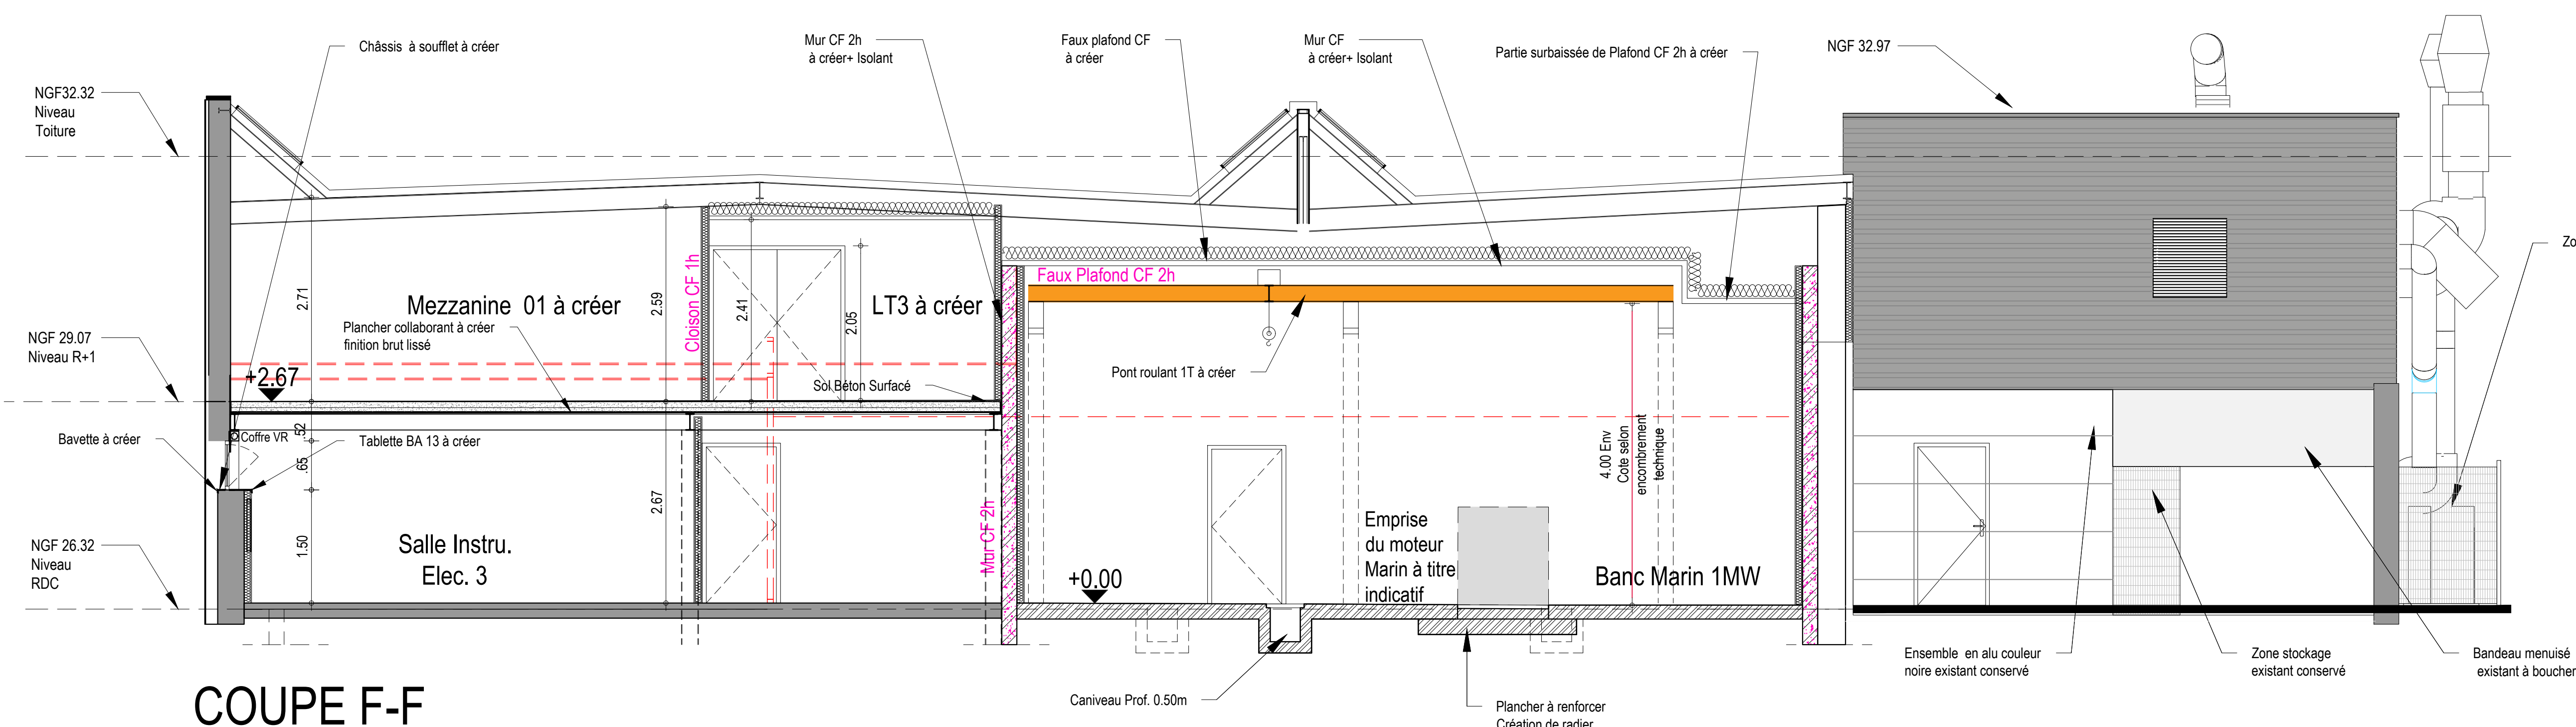 Châssis à soufflet à créer
Mur CF 2h
à créer+ Isolant
Faux plafond CF
à créer
Mur CF
à créer+ Isolant
Partie surbaissée de Plafond CF 2h à créer
NGF 32.97
NGF32.32
Niveau
Toiture
Zo
Faux Plafond CF 2h
2.71
Mezzanine 01 à créer
2.59
Cloison CF 1h
2.41
2.05
LT3 à créer
Plancher collaborant à créer
finition brut lissé
NGF 29.07
Niveau R+1
+2.67
Sol Béton Surfacé
Pont roulant 1T à créer
Bavette à créer
Coffre VR
.52
Tablette BA 13 à créer
.65
4.00 Env
Cote selon
encombrement
technique
2.67
1.50
Salle Instru.
Elec. 3
Mur CF 2h
NGF 26.32
Niveau
RDC
+0.00
Emprise
du moteur
Marin à titre
indicatif
Banc Marin 1MW
Ensemble en alu couleur
noire existant conservé
Zone stockage
existant conservé
Bandeau menuisé
existant à boucher
Caniveau Prof. 0.50m
Plancher à renforcer
Création de radier
COUPE F-F